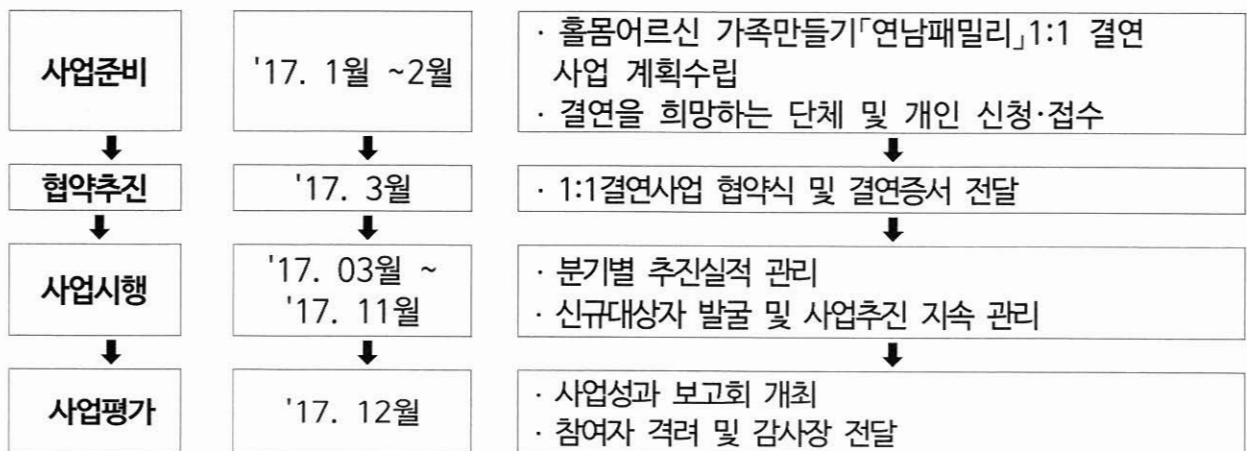 사업준비
'17. 1월 ~2월
· 홀몸어르신 가족만들기「연남패밀리」1:1 결연
사업 계획수립
· 결연을 희망하는 단체 및 개인 신청·접수
협약추진
'17. 3월
· 1:1결연사업 협약식 및 결연증서 전달
사업시행
'17. 03월 ~
'17. 11월
· 분기별 추진실적 관리
· 신규대상자 발굴 및 사업추진 지속 관리
사업평가
'17. 12월
· 사업성과 보고회 개최
· 참여자 격려 및 감사장 전달